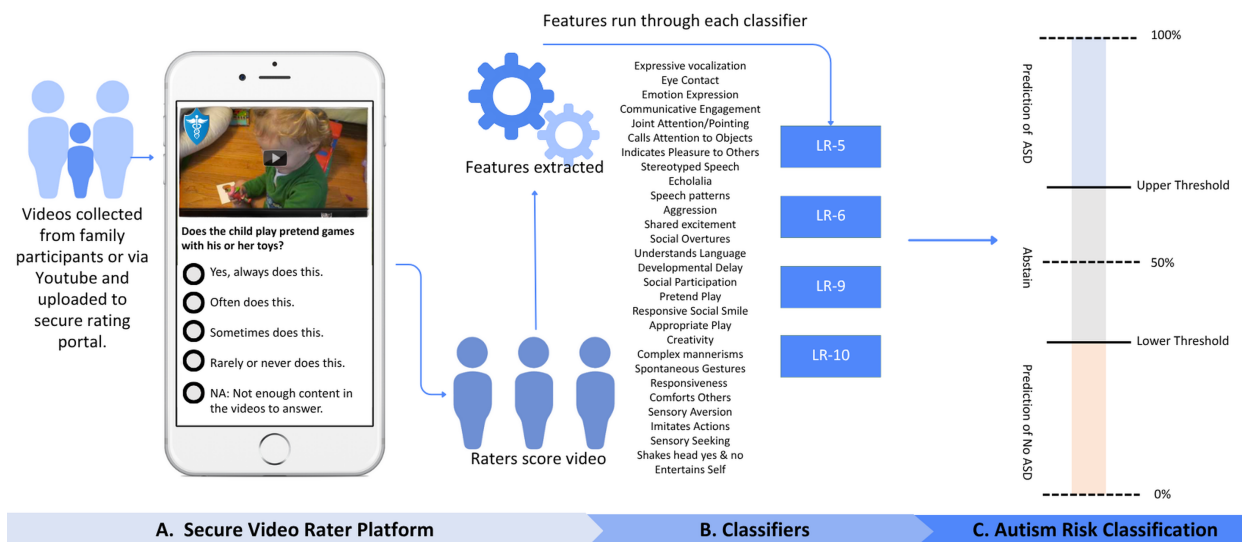 Features run through each classifier
Videos collected
from family
participants or via
Youtube and
uploaded to
secure rating
portal.
Does the child play pretend games
with his or her toys?
Yes, always does this.
Often does this.
Sometimes does this.
Rarely or never does this.
NA: Not enough content in
the videos to answer.
Features extracted
Raters score video
Expressive vocalization
Eye Contact
Emotion Expression
Communicative Engagement
Joint Attention/Pointing
Calls Attention to Objects
Indicates Pleasure to Others
Stereotyped Speech
Echolalia
Speech patterns
Aggression
Shared excitement
Social Overtures
Understands Language
Developmental Delay
Social Participation
Pretend Play
Responsive Social Smile
Appropriate Play
Creativity
Complex mannerisms
Spontaneous Gestures
Responsiveness
Comforts Others
Sensory Aversion
Imitates Actions
Sensory Seeking
Shakes head yes & no
Entertains Self
LR-5
LR-6
LR-9
LR-10
100%
Prediction of ASD
Upper Threshold
Abstain
50%
Lower Threshold
Prediction of No ASD
0%
A. Secure Video Rater Platform
B. Classifiers
C. Autism Risk Classification